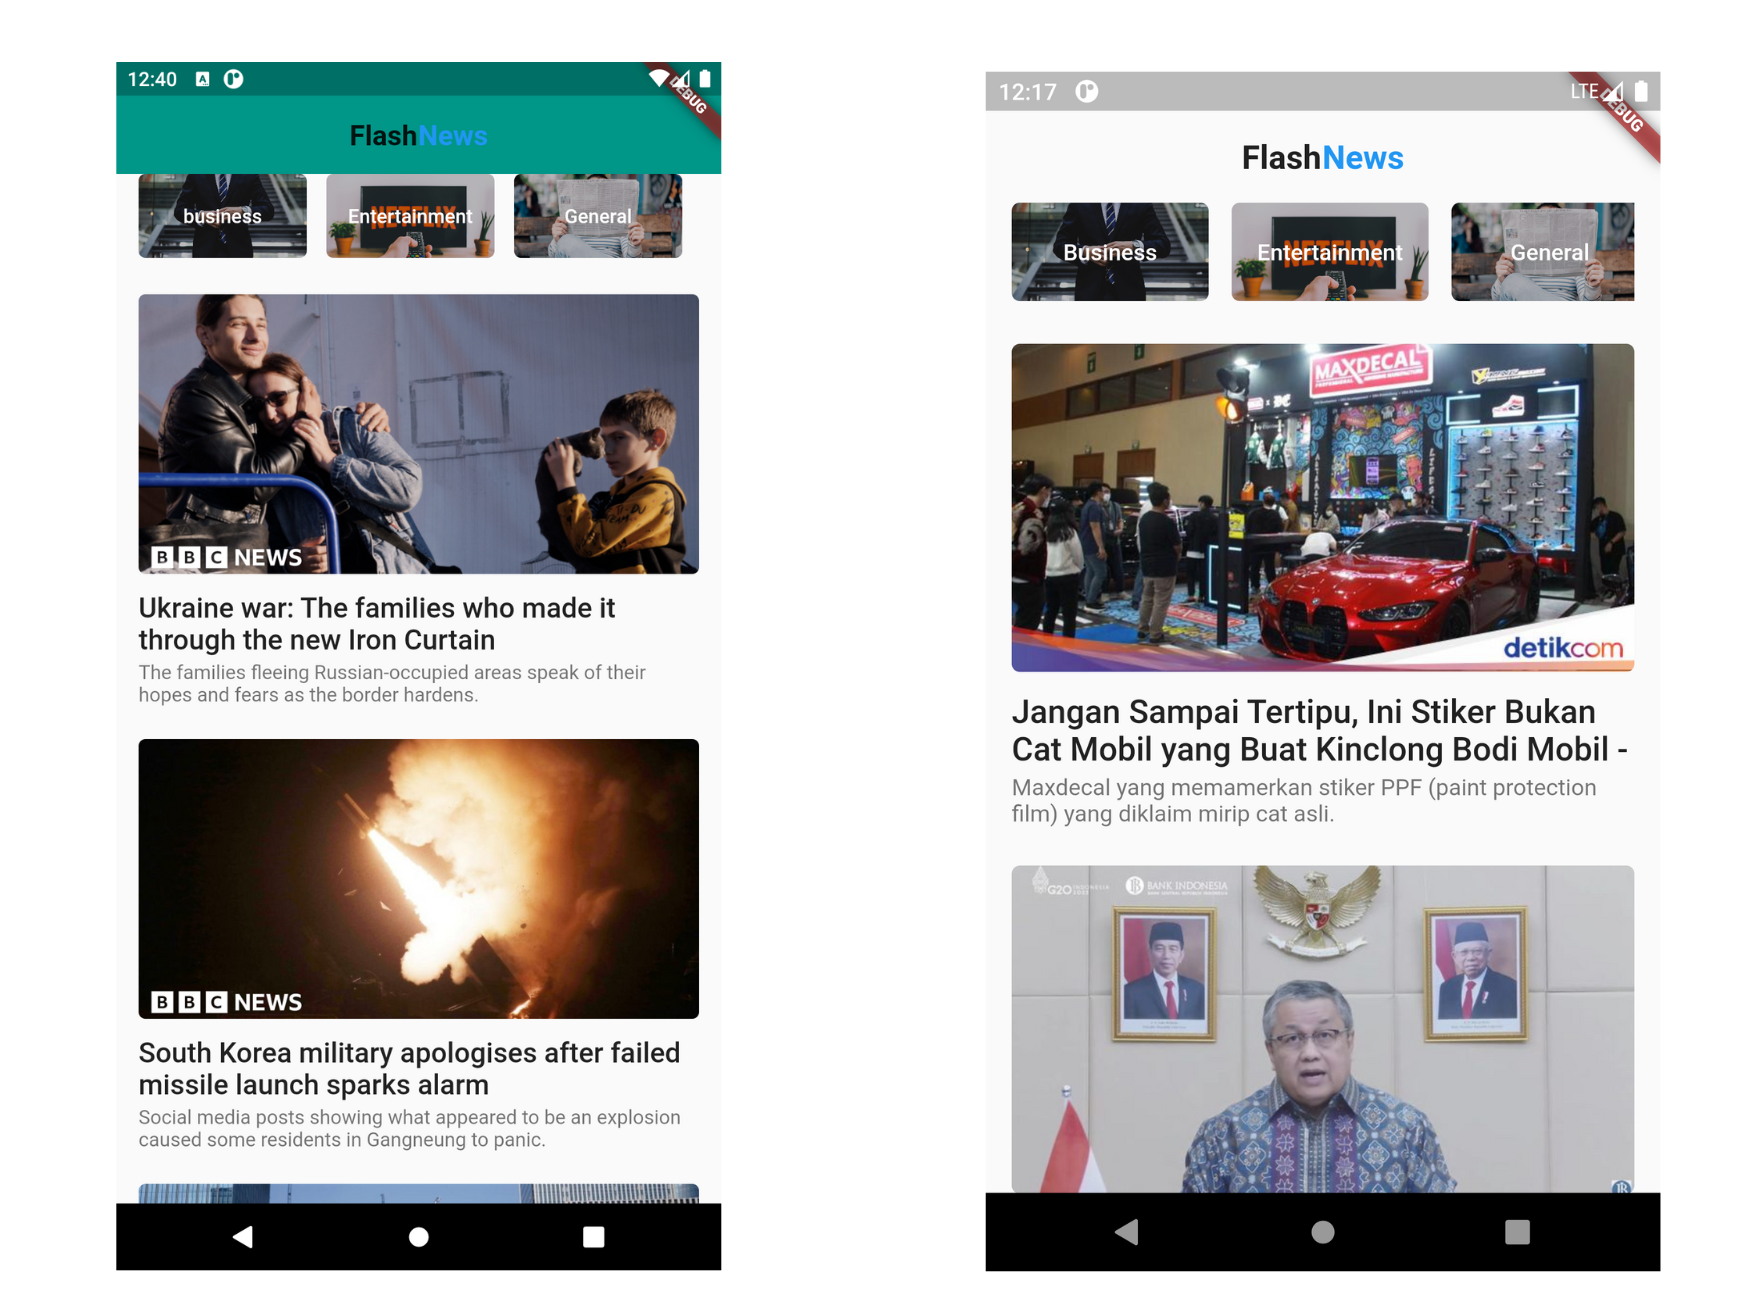 12:40
DEBUG
FlashNews
business
Entertainment
General
NETFLIX
BBC NEWS
Ukraine war: The families who made it
through the new Iron Curtain
The families fleeing Russian-occupied areas speak of their
hopes and fears as the border hardens.
BBC NEWS
South Korea military apologises after failed
missile launch sparks alarm
Social media posts showing what appeared to be an explosion
caused some residents in Gangneung to panic.
12:17
LTE
DEBUG
FlashNews
Business
Entertainment
General
NETFLIX
MAXDECAL
detikcom
Jangan Sampai Tertipu, Ini Stiker Bukan
Cat Mobil yang Buat Kinclong Bodi Mobil -
Maxdecal yang memamerkan stiker PPF (paint protection
film) yang diklaim mirip cat asli.
G20 INDONESIA
BANK INDONESIA